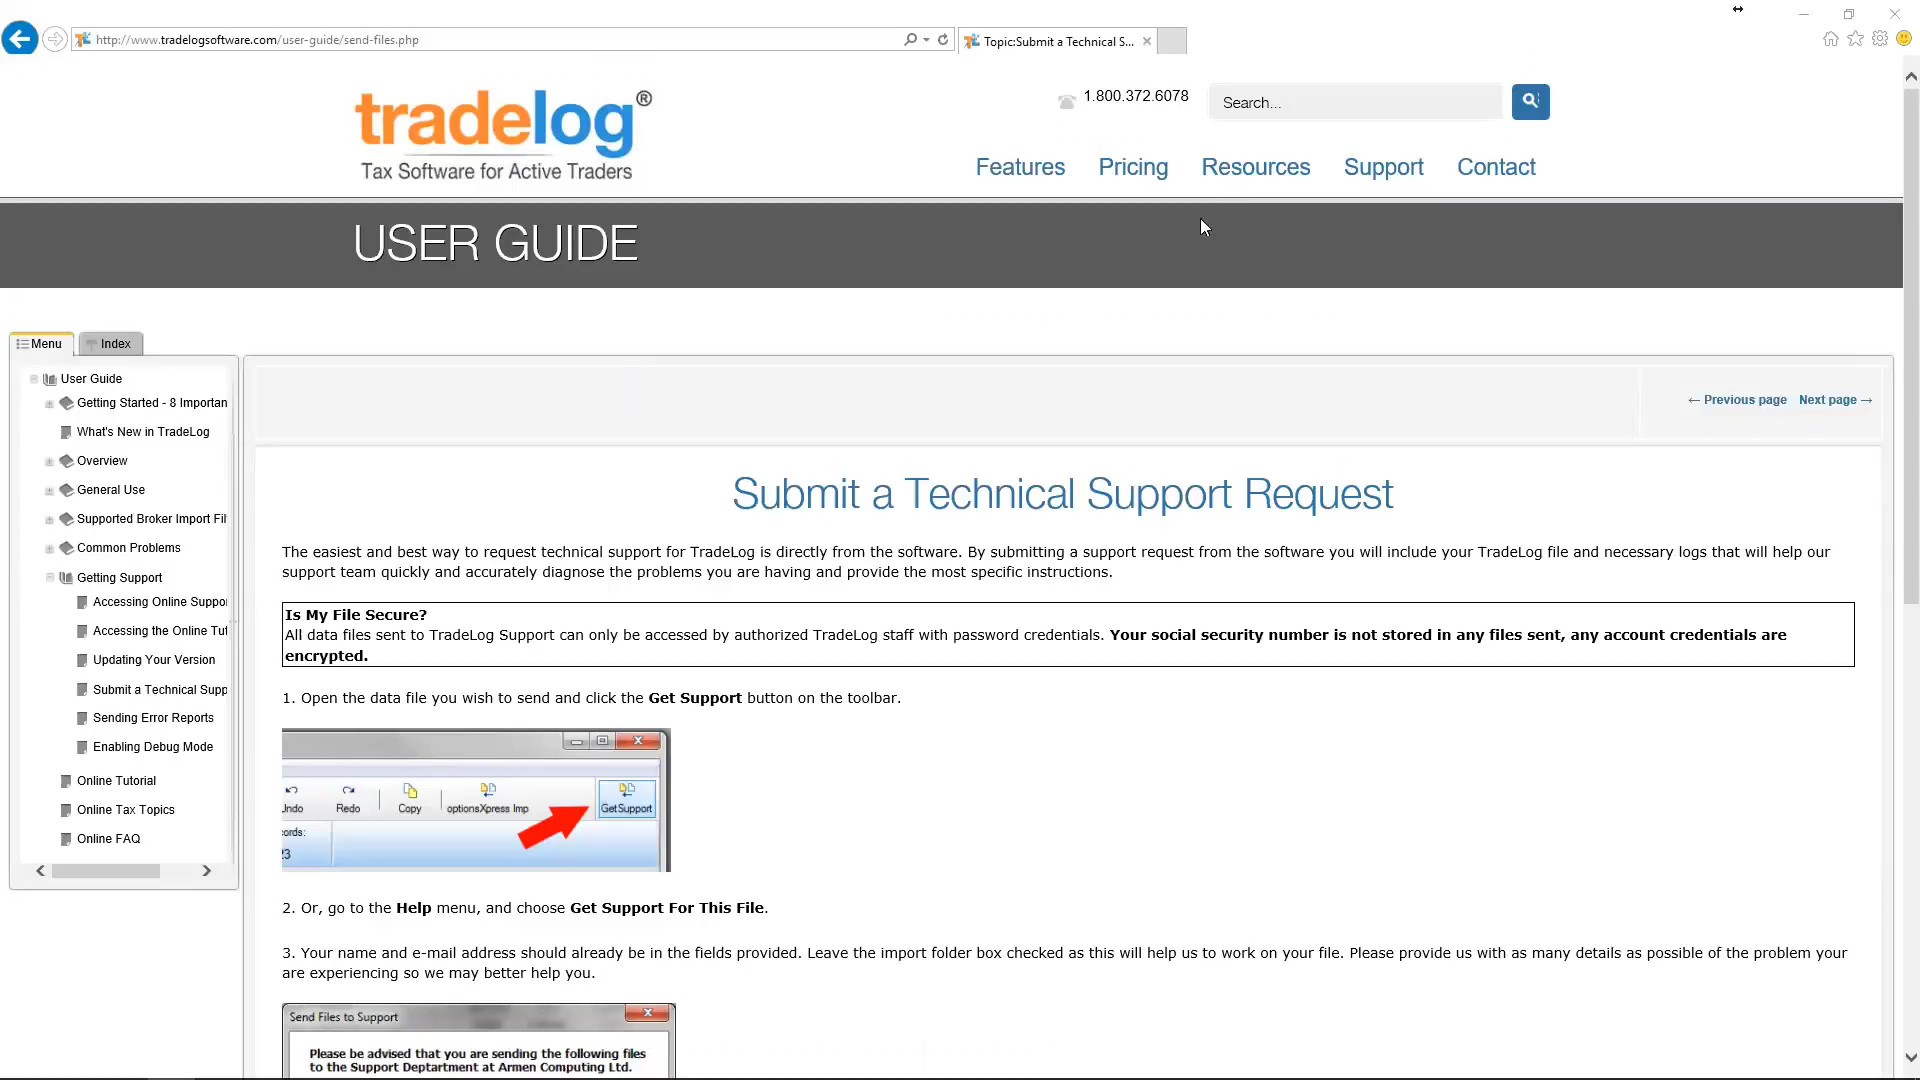 http://www.tradelogsoftware.com/user-guide/send-files.php
Topic:Submit a Technical S...
tradelog®
Tax Software for Active Traders
1.800.372.6078
Search...
Features Pricing Resources Support Contact
USER GUIDE
Menu Index
User Guide
Getting Started - 8 Importan
What's New in TradeLog
Overview
General Use
Supported Broker Import Fil
Common Problems
Getting Support
Accessing Online Suppo
Accessing the Online Tut
Updating Your Version
Submit a Technical Supp
Sending Error Reports
Enabling Debug Mode
Online Tutorial
Online Tax Topics
Online FAQ
← Previous page Next page →
Submit a Technical Support Request
The easiest and best way to request technical support for TradeLog is directly from the software. By submitting a support request from the software you will include your TradeLog file and necessary logs that will help our
support team quickly and accurately diagnose the problems you are having and provide the most specific instructions.
Is My File Secure?
All data files sent to TradeLog Support can only be accessed by authorized TradeLog staff with password credentials. Your social security number is not stored in any files sent, any account credentials are
encrypted.
1. Open the data file you wish to send and click the Get Support button on the toolbar.
Undo Redo Copy optionsXpress Imp Get Support
ords:
23
2. Or, go to the Help menu, and choose Get Support For This File.
3. Your name and e-mail address should already be in the fields provided. Leave the import folder box checked as this will help us to work on your file. Please provide us with as many details as possible of the problem your
are experiencing so we may better help you.
Send Files to Support
Please be advised that you are sending the following files
to the Support Deptartment at Armen Computing Ltd.